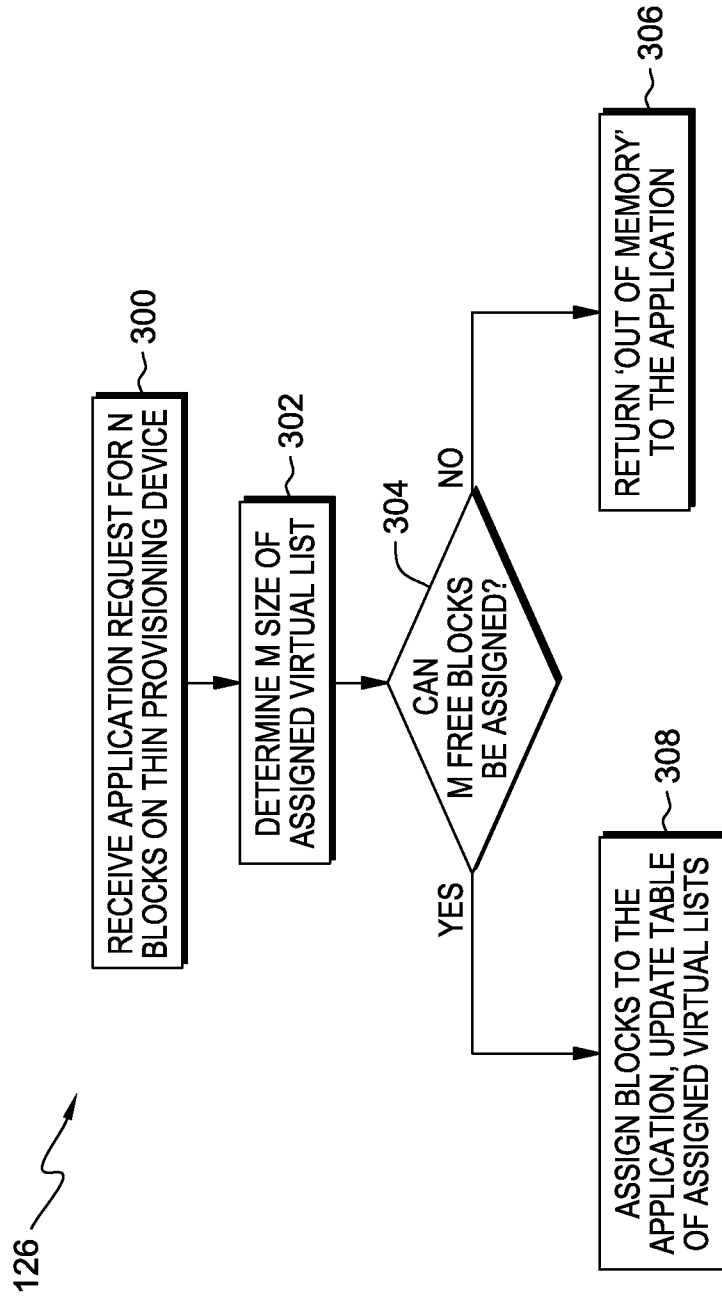 126
300
RECEIVE APPLICATION REQUEST FOR N
BLOCKS ON THIN PROVISIONING DEVICE
302
DETERMINE M SIZE OF
ASSIGNED VIRTUAL LIST
304
CAN
M FREE BLOCKS
BE ASSIGNED?
YES
NO
308
ASSIGN BLOCKS TO THE
APPLICATION, UPDATE TABLE
OF ASSIGNED VIRTUAL LISTS
306
RETURN 'OUT OF MEMORY'
TO THE APPLICATION